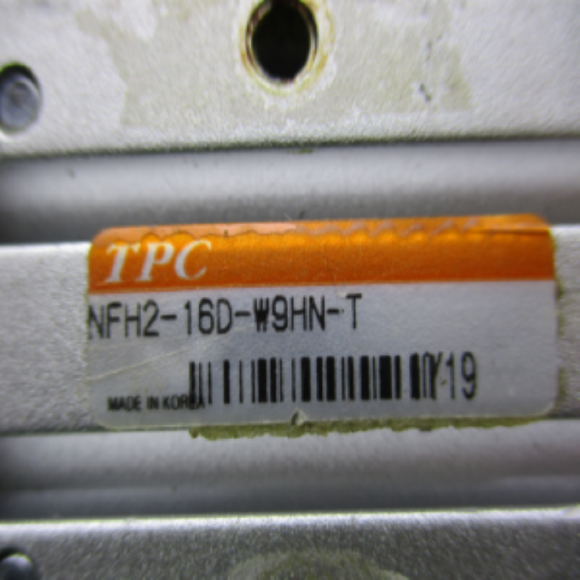 TPC
NFH2-16D-W9HN-T
MADE IN KOREA
Y19